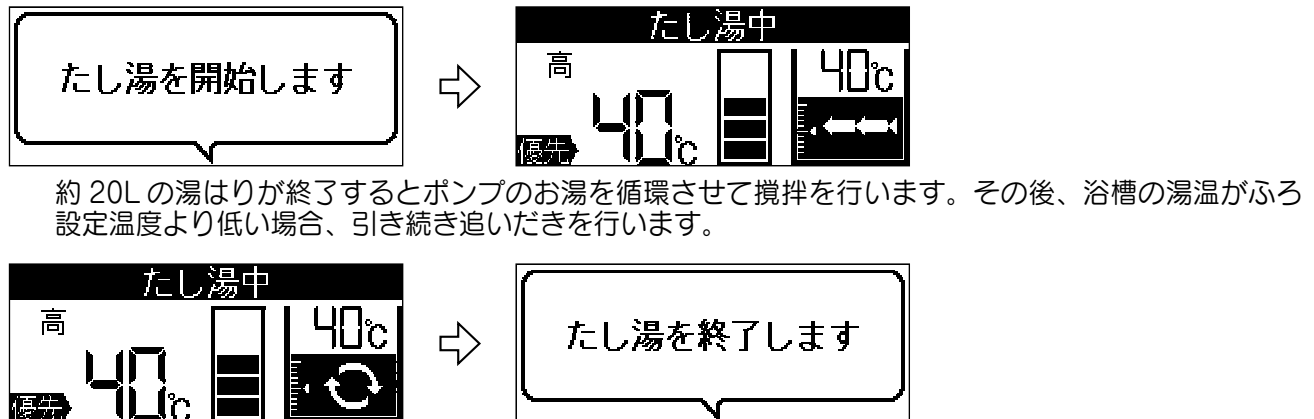 たし湯を開始します
たし湯中
高
40℃
優先
40℃
約 20L の湯はりが終了するとポンプのお湯を循環させて撹拌を行います。その後、浴槽の湯温がふろ
設定温度より低い場合、引き続き追いだきを行います。
たし湯中
高
40℃
優先
40℃
たし湯を終了します